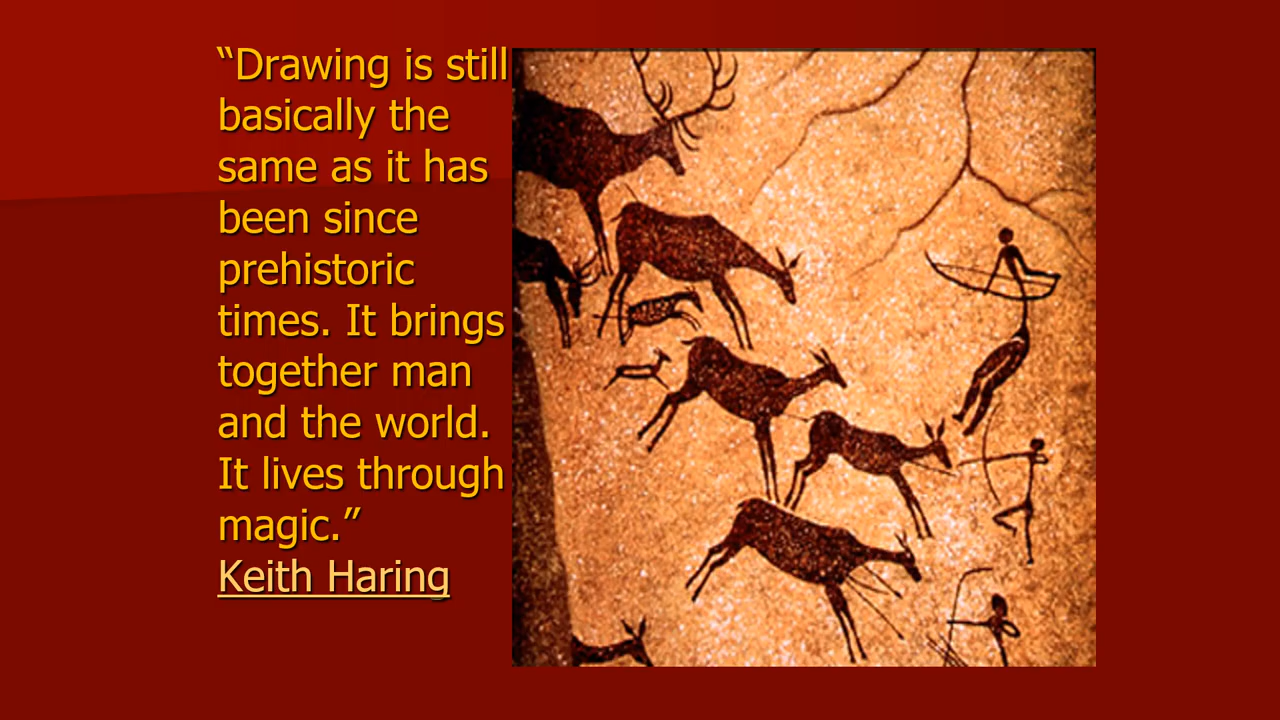 “Drawing is still
basically the
same as it has
been since
prehistoric
times. It brings
together man
and the world.
It lives through
magic.”
Keith Haring